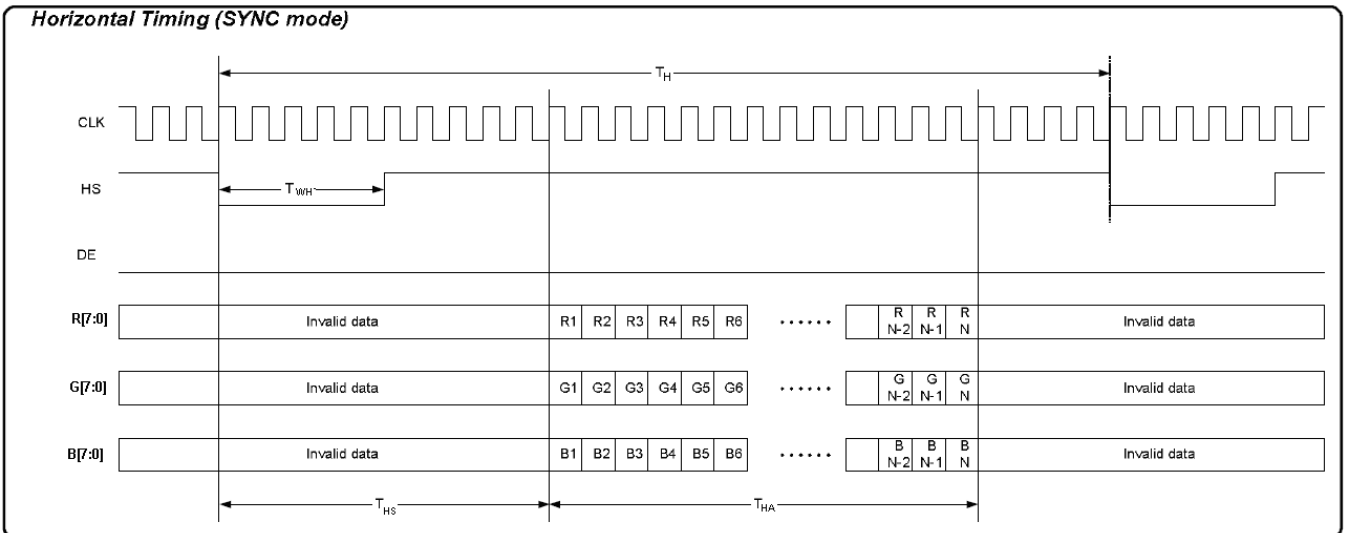 Horizontal Timing (SYNC mode)
TH
CLK
HS
TWH
DE
R[7:0] Invalid data R1 R2 R3 R4 R5 R6 ...... R N-2 R N-1 R N Invalid data
G[7:0] Invalid data G1 G2 G3 G4 G5 G6 ...... G N-2 G N-1 G N Invalid data
B[7:0] Invalid data B1 B2 B3 B4 B5 B6 ...... B N-2 B N-1 B N Invalid data
THS THA